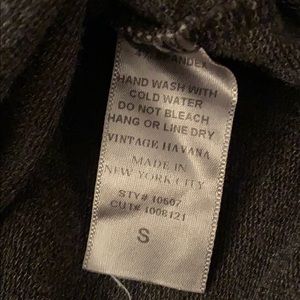 HAND WASH WITH
COLD WATER
DO NOT BLEACH
HANG OR LINE DRY
VINTAGE HAVANA
MADE IN
NEW YORK CITY
STY# 10607
CUT# 1008121
S